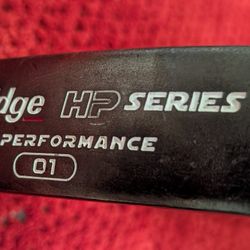 dge HP SERIES
PERFORMANCE
01